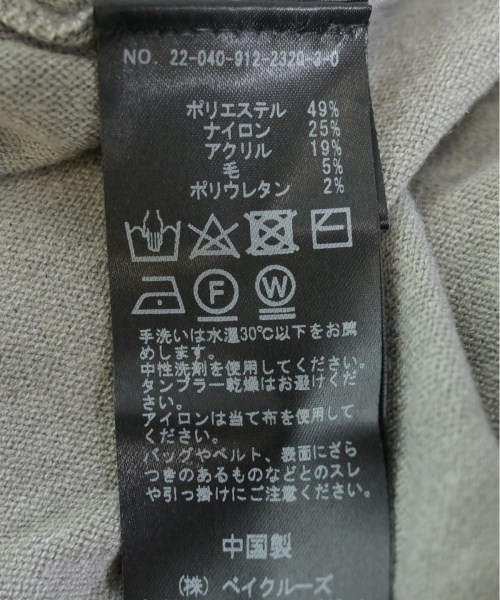 NO. 22-040-912-2320-3-0
ポリエステル 49%
ナイロン 25%
アクリル 19%
毛 5%
ポリウレタン 2%
F W
手洗いは水温30℃以下をお薦
めします。
中性洗剤を使用してください。
タンブラー乾燥はお避けくだ
さい。
アイロンは当て布を使用して
ください。
バッグやベルト、表面にざら
つきのあるものなどとのスレ
や引っ掛けにご注意ください。
中国製
(株) ベイクルーズ